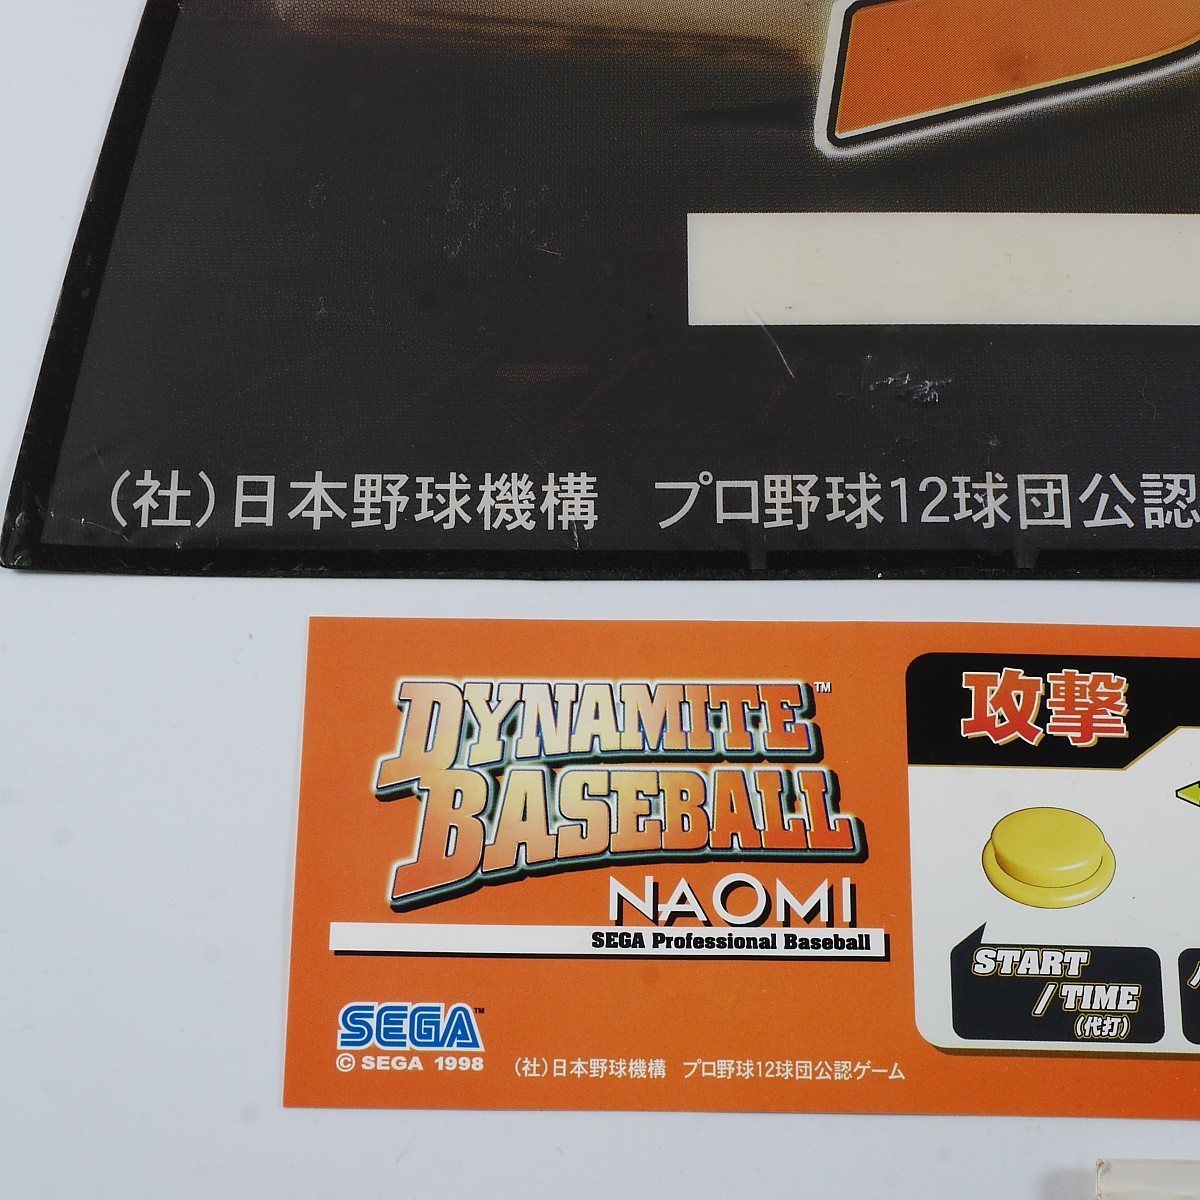 (社)日本野球機構　プロ野球12球団公認
DYNAMITE™
BASEBALL
NAOMI
SEGA Professional Baseball
SEGA™
© SEGA 1998
(社)日本野球機構　プロ野球12球団公認ゲーム
攻撃
START
/ TIME
(代打)